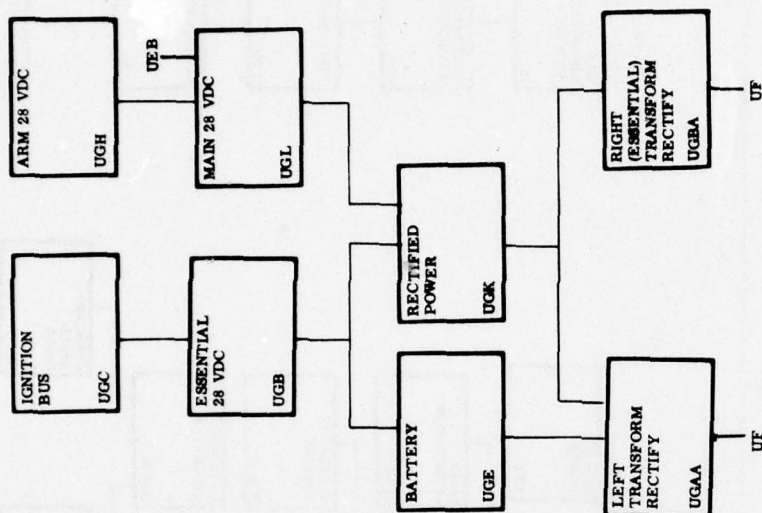 ARM 28 VDC
UGH
UEB
MAIN 28 VDC
UGL
IGNITION
BUS
UGC
ESSENTIAL
28 VDC
UGB
RECTIFIED
POWER
UGK
BATTERY
UGE
RIGHT
(ESSENTIAL)
TRANSFORM
RECTIFY
UGBA
UF
LEFT
TRANSFORM
RECTIFY
UGAA
UF